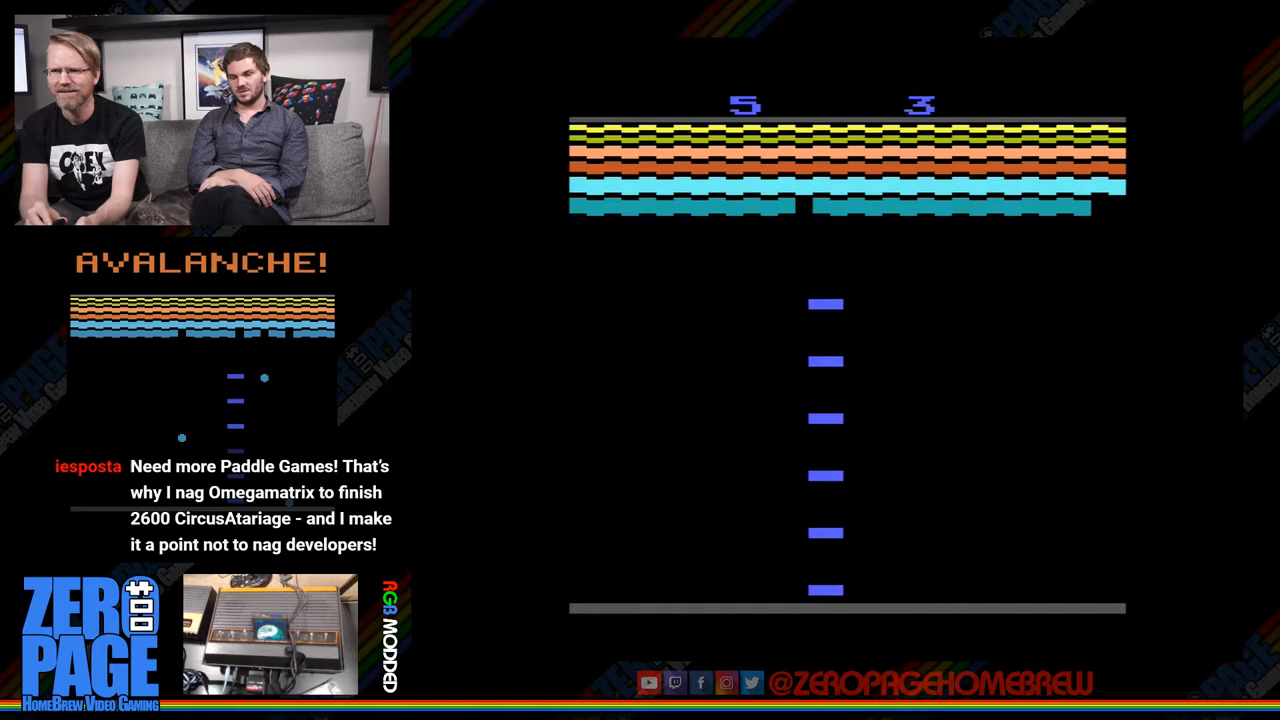 5 3
OBEY
AVALANCHE!
iesposta Need more Paddle Games! That's
why I nag Omegamatrix to finish
2600 CircusAtariage - and I make
it a point not to nag developers!
ZERO
PAGE
HOMEBREW VIDEO GAMING
RGB MODDED
@ZEROPAGEHOMEBREW